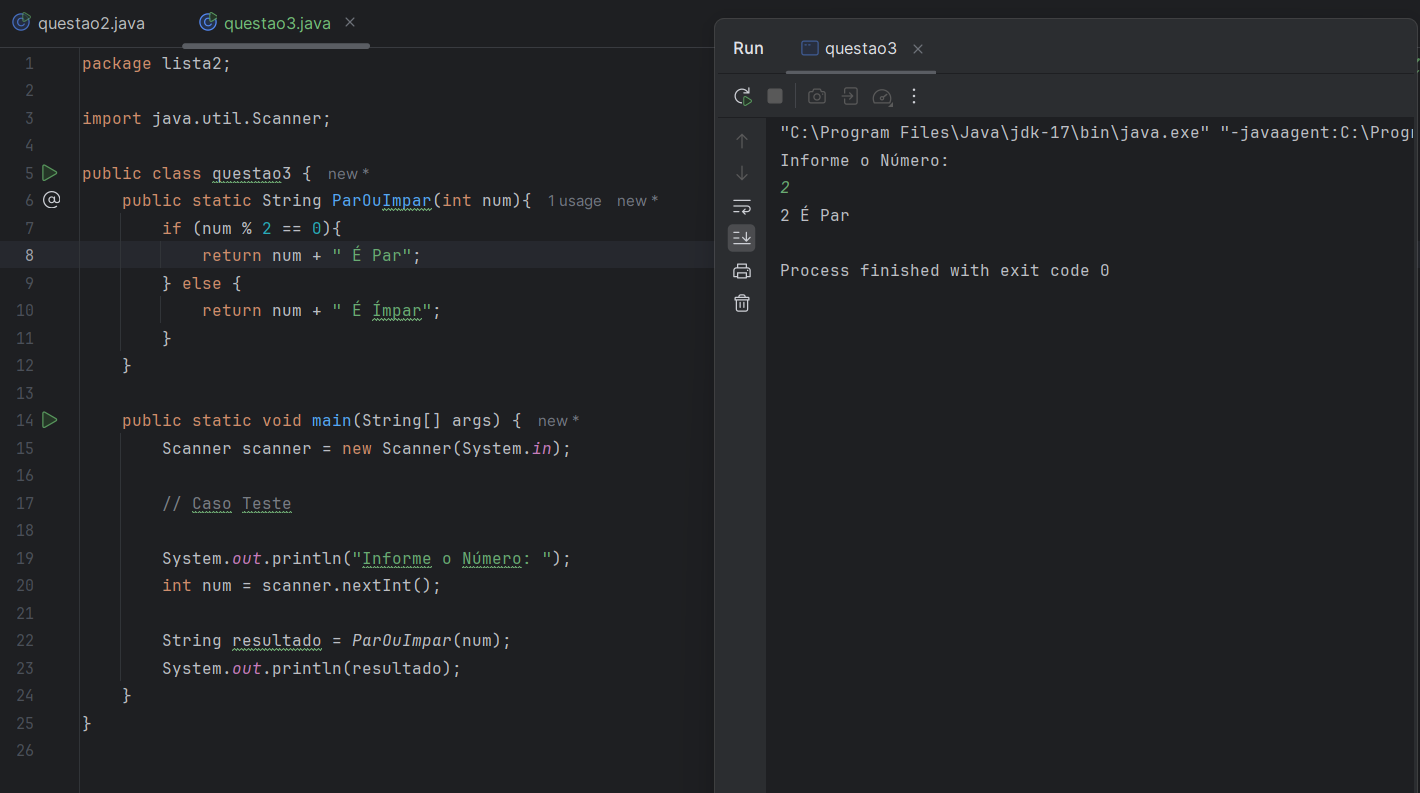 questao2.java questao3.java
1 package lista2;
2
3 import java.util.Scanner;
4
5 public class questao3 { new *
6 public static String ParOuImpar(int num){ 1 usage new *
7 if (num % 2 == 0){
8 return num + " É Par";
9 } else {
10 return num + " É Ímpar";
11 }
12 }
13
14 public static void main(String[] args) { new *
15 Scanner scanner = new Scanner(System.in);
16
17 // Caso Teste
18
19 System.out.println("Informe o Número: ");
20 int num = scanner.nextInt();
21
22 String resultado = ParOuImpar(num);
23 System.out.println(resultado);
24 }
25 }
26
Run questao3
"C:\Program Files\Java\jdk-17\bin\java.exe" "-javaagent:C:\Progr
Informe o Número:
2
2 É Par
Process finished with exit code 0